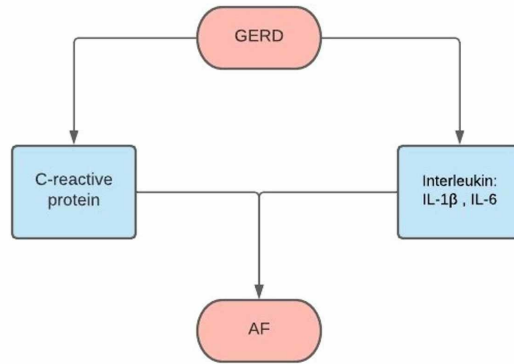 GERD
C-reactive
protein
Interleukin:
IL-1β , IL-6
AF